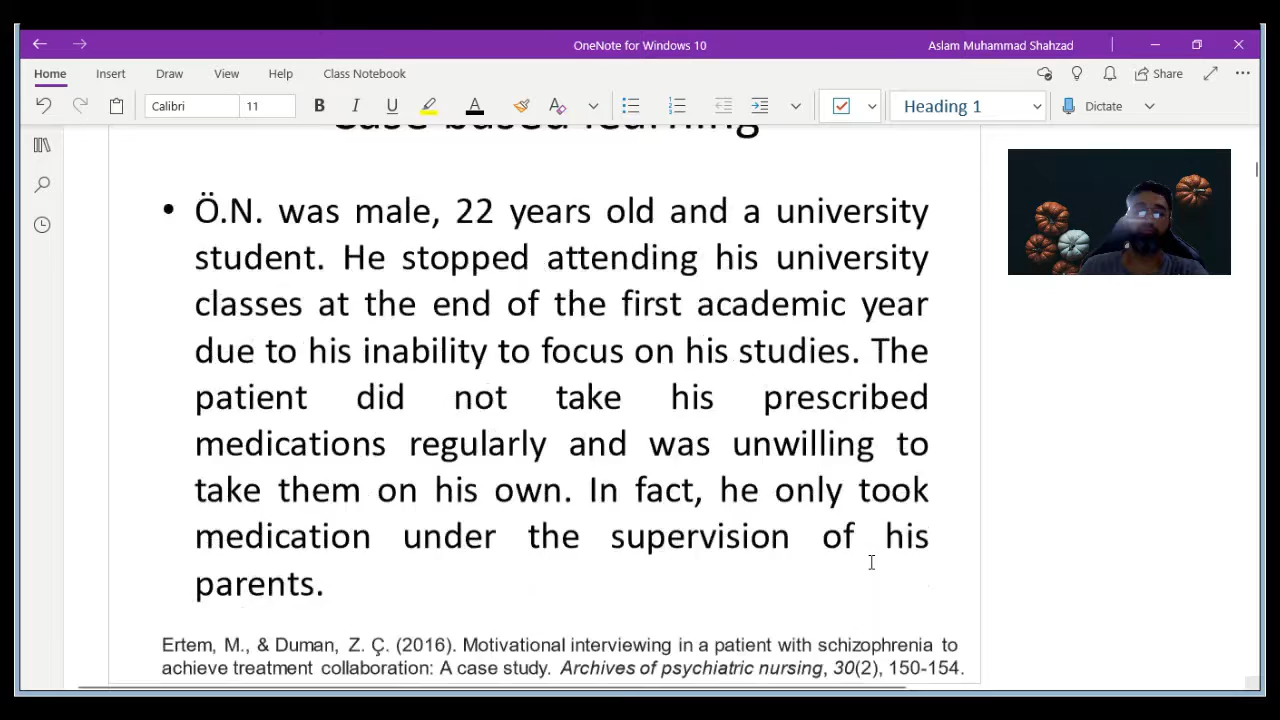 OneNote for Windows 10
Aslam Muhammad Shahzad
Home Insert Draw View Help Class Notebook
Share
Calibri 11 B I U A A Heading 1 Dictate
Case based learning
• Ö.N. was male, 22 years old and a university
student. He stopped attending his university
classes at the end of the first academic year
due to his inability to focus on his studies. The
patient did not take his prescribed
medications regularly and was unwilling to
take them on his own. In fact, he only took
medication under the supervision of his
parents.
Ertem, M., & Duman, Z. Ç. (2016). Motivational interviewing in a patient with schizophrenia to
achieve treatment collaboration: A case study. Archives of psychiatric nursing, 30(2), 150-154.